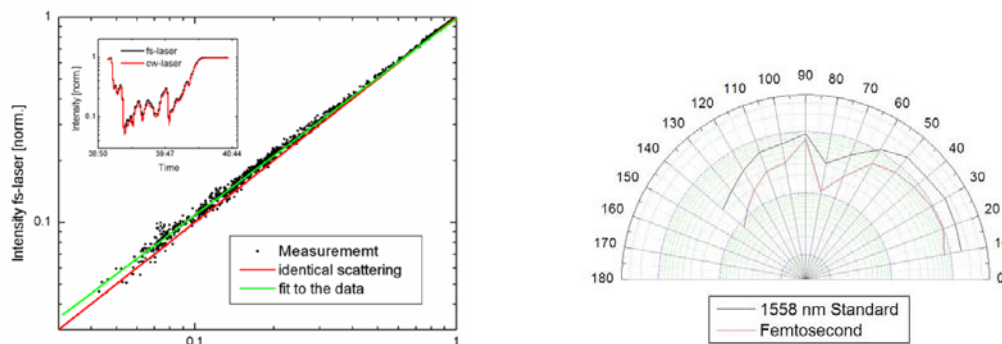 1
fs-laser
cw-laser
Intensity [norm.]
1
0.1
38:50
39:47
40:44
Time
Intensity fs-laser [norm.]
0.1
Measurememt
identical scattering
fit to the data
0.1
1
90
100
80
110
70
120
60
130
50
140
40
150
30
160
20
170
10
180
0
1558 nm Standard
Femtosecond